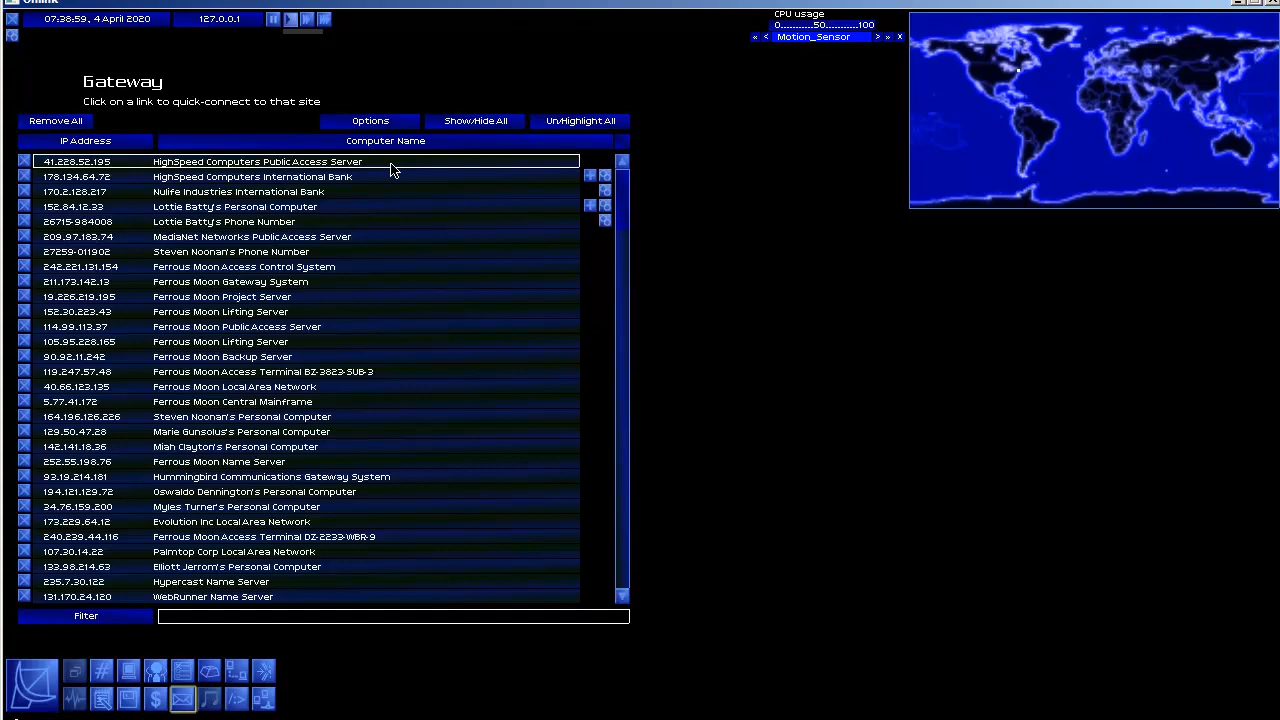 Onlink
07:38:59, 4 April 2020
127.0.0.1
CPU usage
0...........50...........100
« < Motion_Sensor > » x
Gateway
Click on a link to quick-connect to that site
Remove All
Options
Show/Hide All
Un/Highlight All
IP Address
Computer Name
41.228.52.195 HighSpeed Computers Public Access Server
178.134.64.72 HighSpeed Computers International Bank
170.2.128.217 Nulife Industries International Bank
152.84.12.33 Lottie Batty's Personal Computer
26715-984008 Lottie Batty's Phone Number
209.97.183.74 MediaNet Networks Public Access Server
27259-011902 Steven Noonan's Phone Number
242.221.131.154 Ferrous Moon Access Control System
211.173.142.13 Ferrous Moon Gateway System
19.226.219.195 Ferrous Moon Project Server
152.30.223.43 Ferrous Moon Lifting Server
114.99.113.37 Ferrous Moon Public Access Server
105.95.228.165 Ferrous Moon Lifting Server
90.92.11.242 Ferrous Moon Backup Server
119.247.57.48 Ferrous Moon Access Terminal BZ-3823-SUB-3
40.66.123.135 Ferrous Moon Local Area Network
5.77.41.172 Ferrous Moon Central Mainframe
164.196.126.226 Steven Noonan's Personal Computer
129.50.47.28 Marie Gunsolus's Personal Computer
142.141.18.36 Miah Clayton's Personal Computer
252.55.198.76 Ferrous Moon Name Server
93.19.214.181 Hummingbird Communications Gateway System
194.121.129.72 Oswaldo Dennington's Personal Computer
34.76.159.200 Myles Turner's Personal Computer
173.229.64.12 Evolution Inc Local Area Network
240.239.44.116 Ferrous Moon Access Terminal DZ-2233-WBR-9
107.30.14.22 Palmtop Corp Local Area Network
133.98.214.63 Elliott Jerrom's Personal Computer
235.7.30.122 Hypercast Name Server
131.170.24.120 WebRunner Name Server
Filter